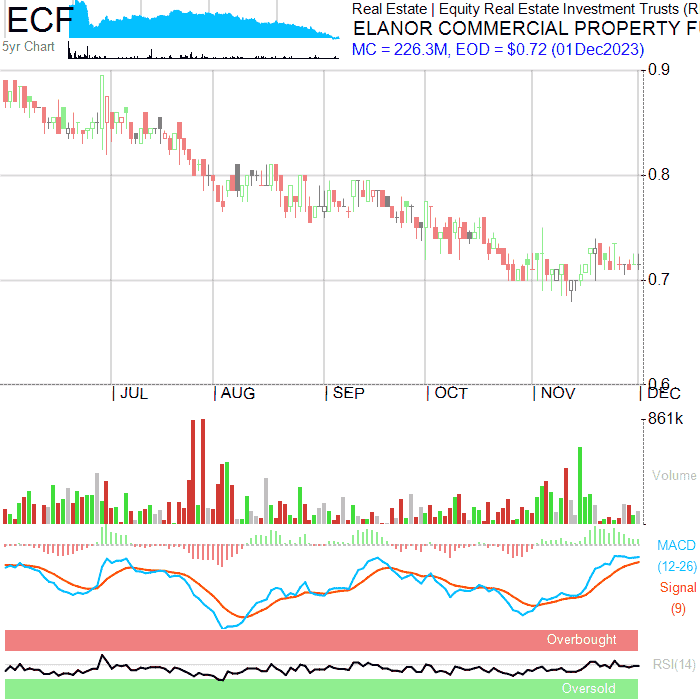 ECF
5yr Chart
Real Estate | Equity Real Estate Investment Trusts (R
ELANOR COMMERCIAL PROPERTY F
MC = 226.3M, EOD = $0.72 (01Dec2023)
0.9
0.8
0.7
0.6
| JUL | AUG | SEP | OCT | NOV | DEC
861k
Volume
MACD
(12-26)
Signal
(9)
Overbought
RSI(14)
Oversold